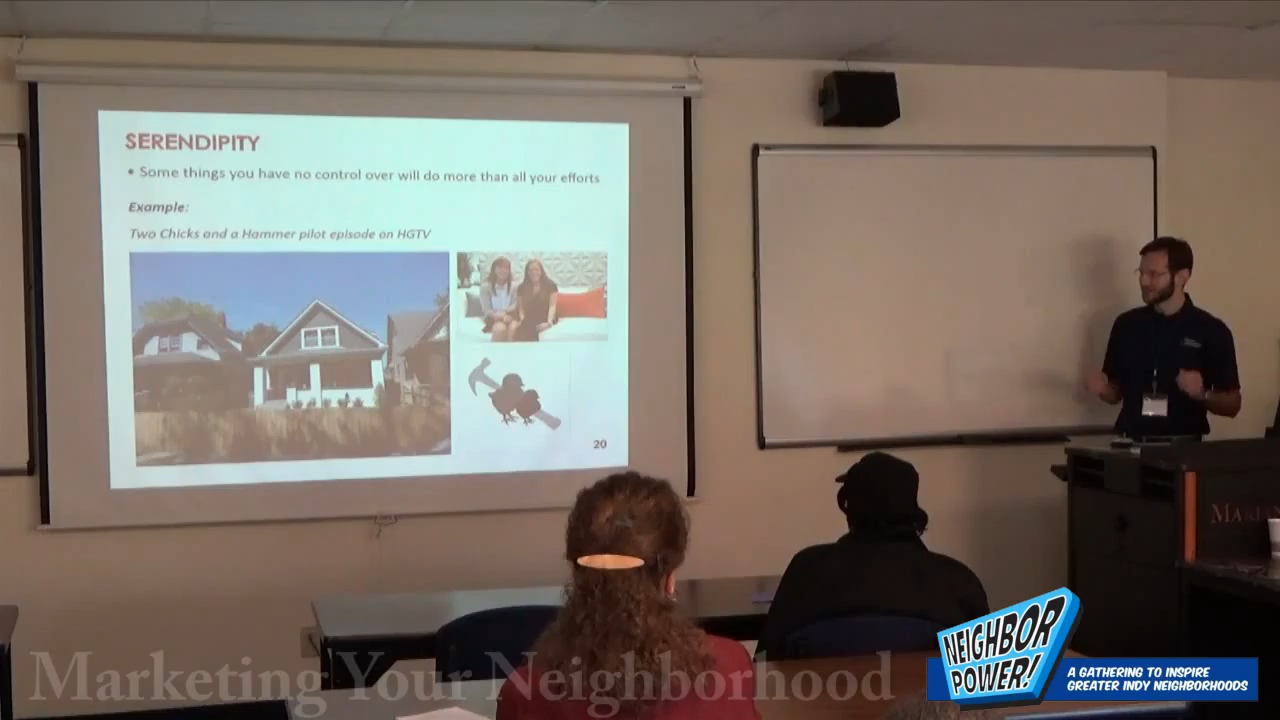 SERENDIPITY
• Some things you have no control over will do more than all your efforts
Example:
Two Chicks and a Hammer pilot episode on HGTV
20
Marketing Your Neighborhood
NEIGHBOR
POWER!
A GATHERING TO INSPIRE
GREATER INDY NEIGHBORHOODS